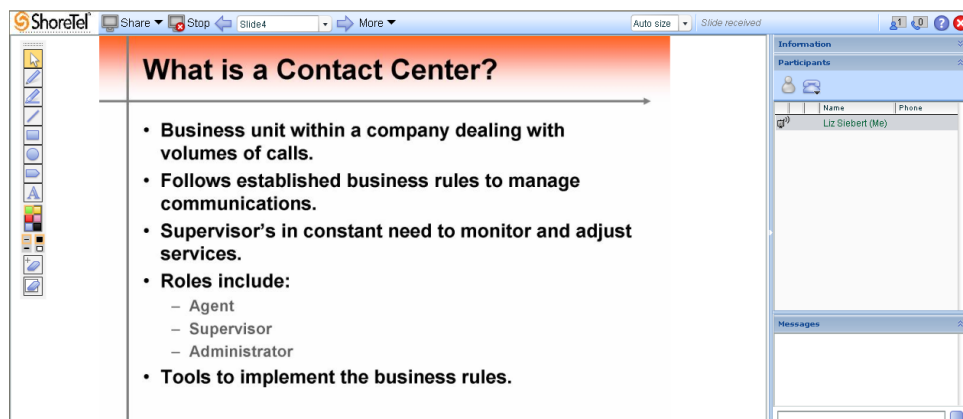 ShoreTel Share Stop Slide4 More Auto size Slide received 1 0 ?
What is a Contact Center?
• Business unit within a company dealing with
volumes of calls.
• Follows established business rules to manage
communications.
• Supervisor's in constant need to monitor and adjust
services.
• Roles include:
– Agent
– Supervisor
– Administrator
• Tools to implement the business rules.
A
Information
Participants
Name Phone
Liz Siebert (Me)
Messages